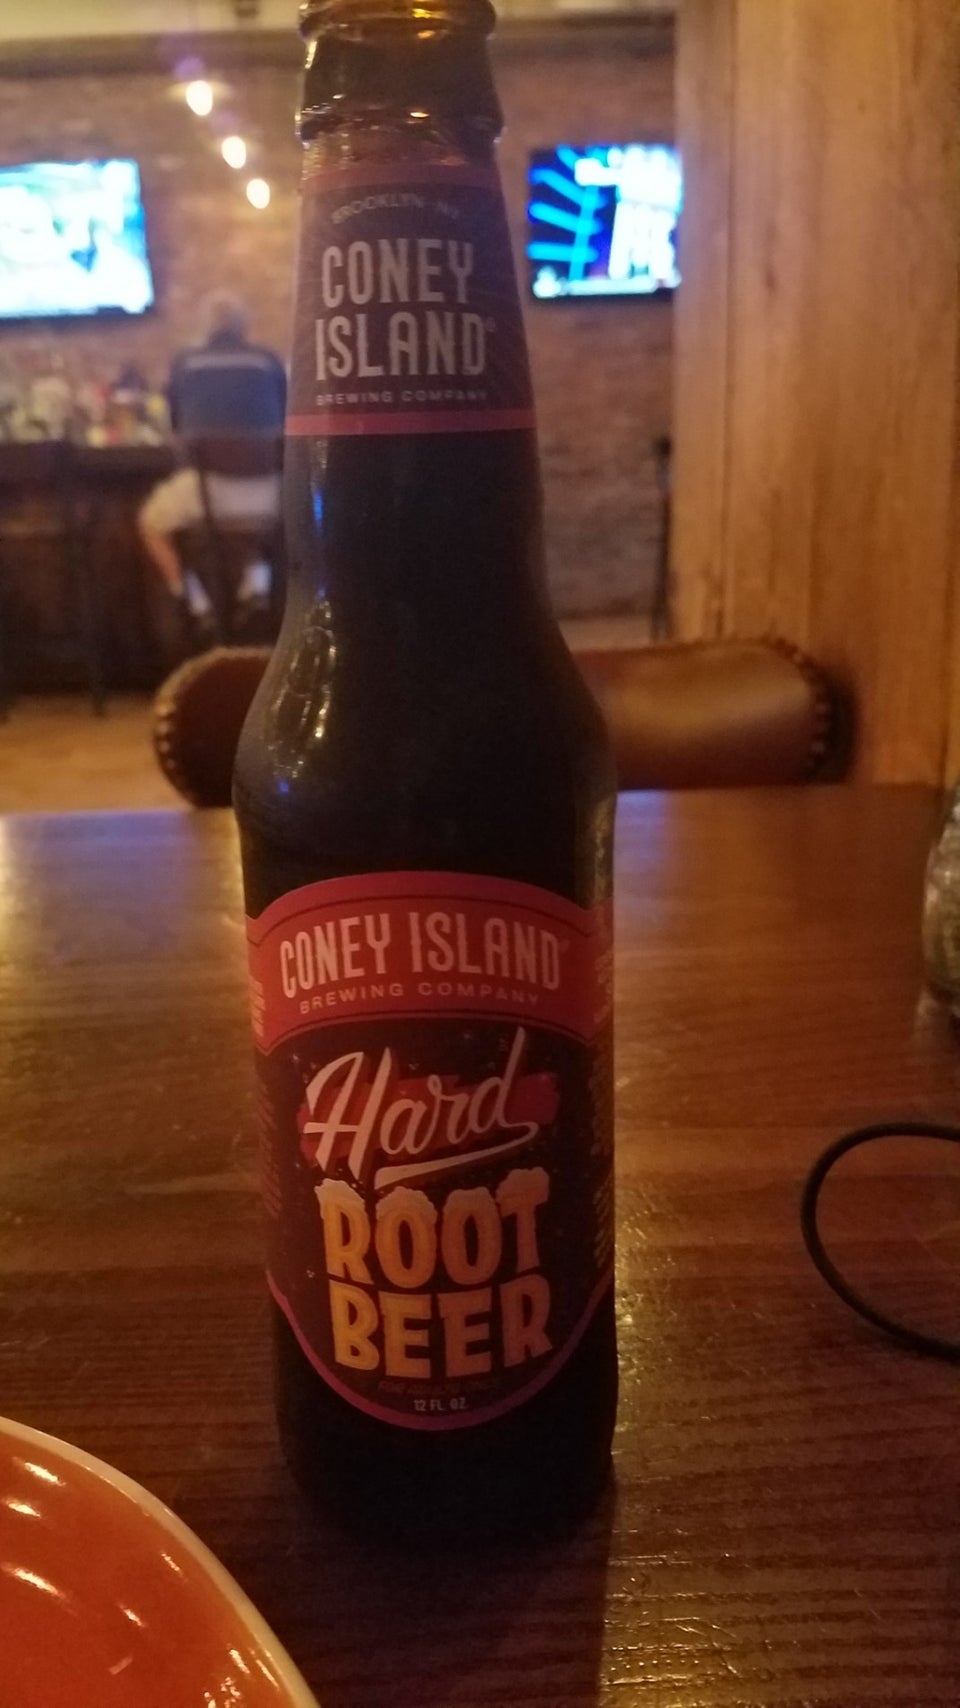 BROOKLYN NY
CONEY
ISLAND®
BREWING COMPANY
CONEY ISLAND®
BREWING COMPANY
Hard
ROOT
BEER
12 FL. OZ.